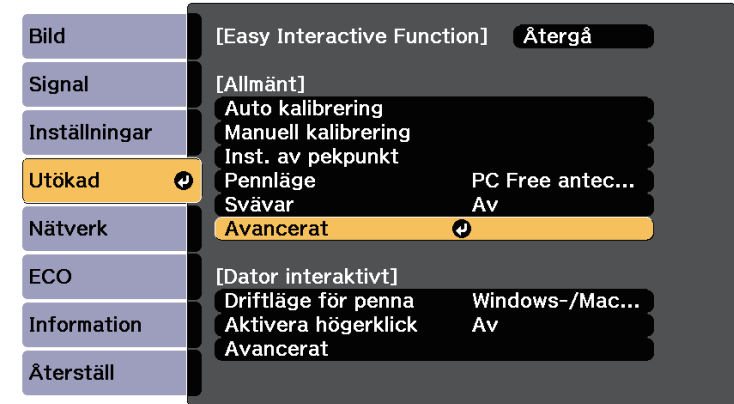 Bild
Signal
Inställningar
Utökad
Nätverk
ECO
Information
Återställ
[Easy Interactive Function] Återgå
[Allmänt]
Auto kalibrering
Manuell kalibrering
Inst. av pekpunkt
Pennläge PC Free antec...
Svävar Av
Avancerat
[Dator interaktivt]
Driftläge för penna Windows-/Mac...
Aktivera högerklick Av
Avancerat